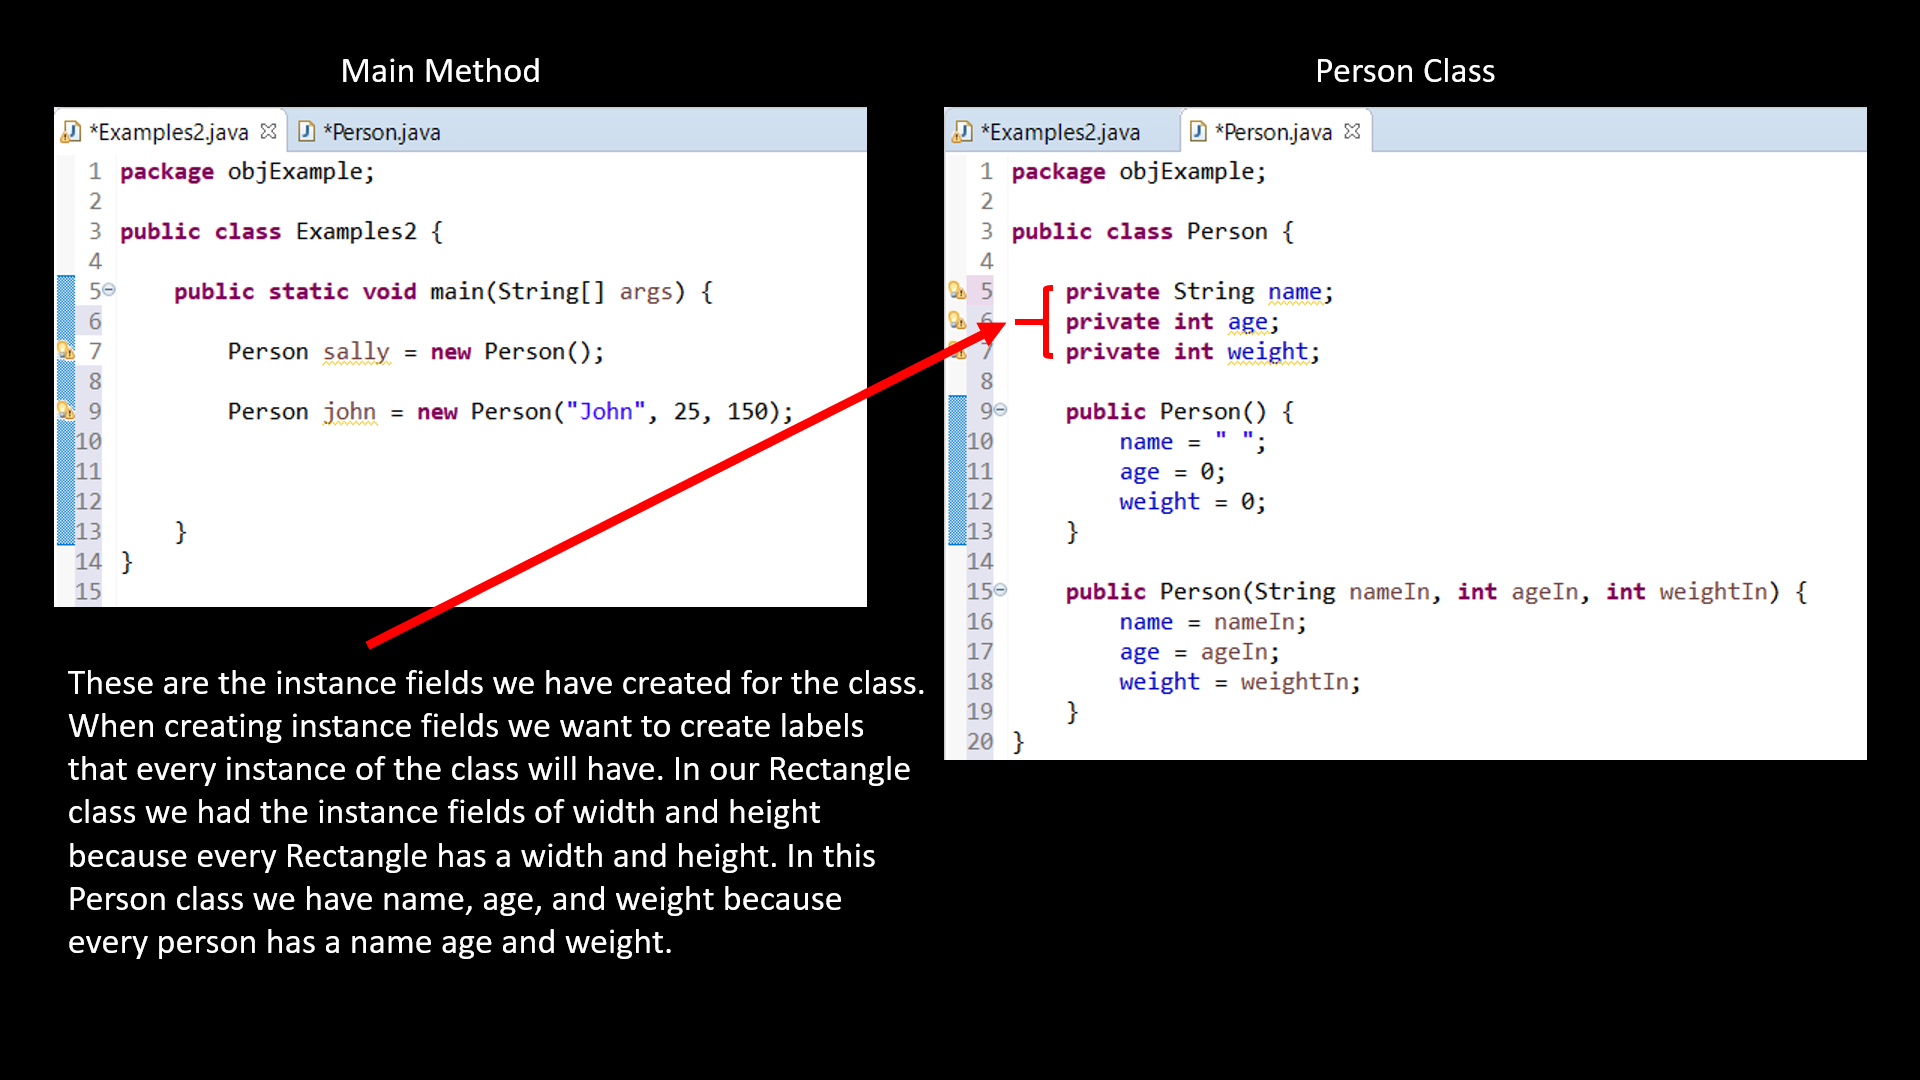 Main Method
*Examples2.java
*Person.java
1 package objExample;
2
3 public class Examples2 {
4
5 public static void main(String[] args) {
6
7 Person sally = new Person();
8
9 Person john = new Person("John", 25, 150);
10
11
12
13 }
14 }
15
These are the instance fields we have created for the class.
When creating instance fields we want to create labels
that every instance of the class will have. In our Rectangle
class we had the instance fields of width and height
because every Rectangle has a width and height. In this
Person class we have name, age, and weight because
every person has a name age and weight.
Person Class
*Examples2.java
*Person.java
1 package objExample;
2
3 public class Person {
4
5 private String name;
6 private int age;
7 private int weight;
8
9 public Person() {
10 name = " ";
11 age = 0;
12 weight = 0;
13 }
14
15 public Person(String nameIn, int ageIn, int weightIn) {
16 name = nameIn;
17 age = ageIn;
18 weight = weightIn;
19 }
20 }